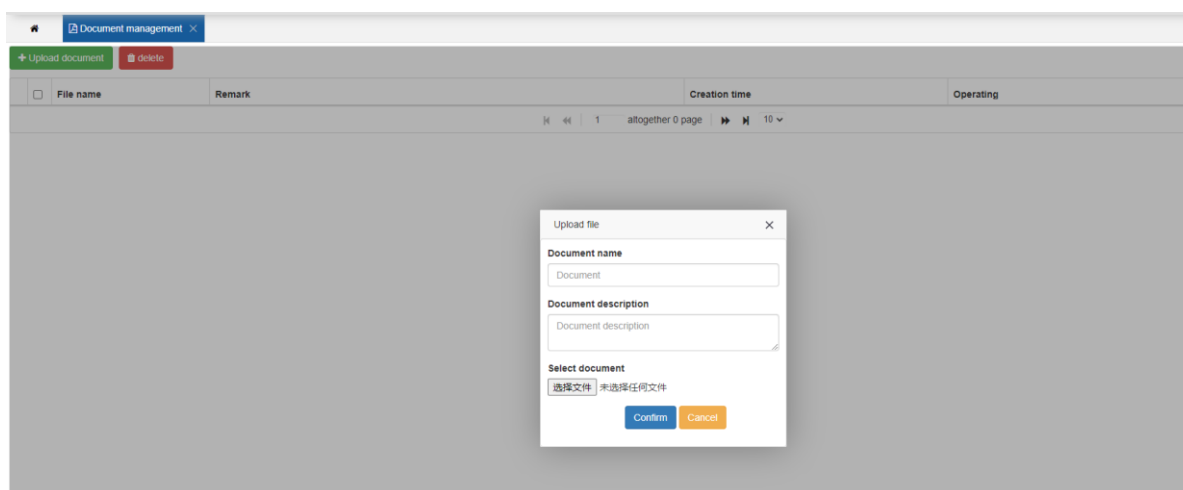 Document management
Upload document delete
File name Remark Creation time Operating
1 altogether 0 page 10
Upload file
Document name
Document
Document description
Document description
Select document
选择文件 未选择任何文件
Confirm Cancel